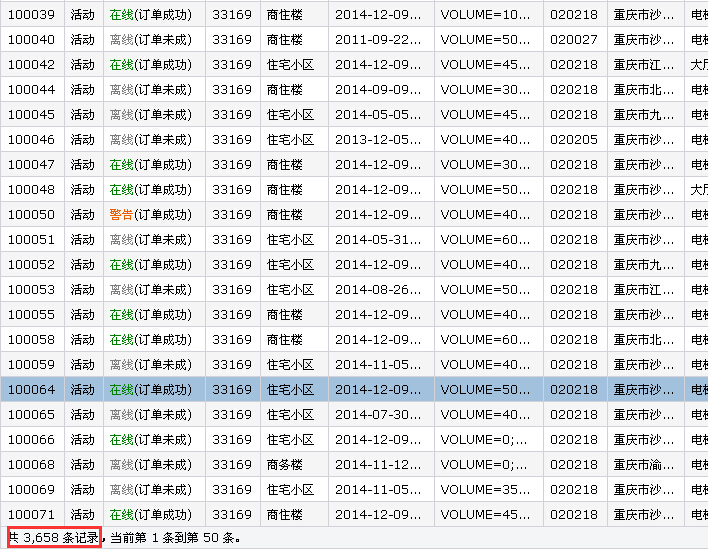 100039 活动 在线(订单成功) 33169 商住楼 2014-12-09... VOLUME=10... 020218 重庆市沙... 电梯
100040 活动 离线(订单未成) 33169 商住楼 2011-09-22... VOLUME=50... 020027 重庆市沙... 电梯
100042 活动 在线(订单成功) 33169 住宅小区 2014-12-09... VOLUME=45... 020218 重庆市江... 大厅
100044 活动 离线(订单未成) 33169 商住楼 2014-09-09... VOLUME=30... 020218 重庆市北... 电梯
100045 活动 离线(订单未成) 33169 住宅小区 2014-05-05... VOLUME=45... 020218 重庆市九... 电梯
100046 活动 离线(订单未成) 33169 住宅小区 2013-12-05... VOLUME=40... 020205 重庆市沙... 电梯
100047 活动 在线(订单成功) 33169 商住楼 2014-12-09... VOLUME=30... 020218 重庆市沙... 电梯
100048 活动 在线(订单成功) 33169 商住楼 2014-12-09... VOLUME=50... 020218 重庆市沙... 大厅
100050 活动 警告(订单成功) 33169 商住楼 2014-12-09... VOLUME=40... 020218 重庆市沙... 电梯
100051 活动 离线(订单未成) 33169 住宅小区 2014-05-31... VOLUME=60... 020218 重庆市沙... 电梯
100052 活动 在线(订单成功) 33169 住宅小区 2014-12-09... VOLUME=40... 020218 重庆市九... 电梯
100053 活动 离线(订单未成) 33169 住宅小区 2014-08-26... VOLUME=50... 020218 重庆市江... 电梯
100055 活动 在线(订单成功) 33169 商住楼 2014-12-09... VOLUME=40... 020218 重庆市沙... 电梯
100058 活动 在线(订单成功) 33169 商住楼 2014-12-09... VOLUME=60... 020218 重庆市北... 电梯
100059 活动 离线(订单未成) 33169 住宅小区 2014-11-05... VOLUME=40... 020218 重庆市沙... 电梯
100064 活动 在线(订单成功) 33169 住宅小区 2014-12-09... VOLUME=50... 020218 重庆市沙... 电梯
100065 活动 离线(订单未成) 33169 住宅小区 2014-07-30... VOLUME=40... 020218 重庆市沙... 电梯
100066 活动 在线(订单成功) 33169 住宅小区 2014-12-09... VOLUME=0;... 020218 重庆市沙... 电梯
100068 活动 离线(订单未成) 33169 商务楼 2014-11-12... VOLUME=0;... 020218 重庆市渝... 电梯
100069 活动 离线(订单未成) 33169 住宅小区 2014-11-05... VOLUME=35... 020218 重庆市沙... 电梯
100071 活动 在线(订单成功) 33169 住宅小区 2014-12-09... VOLUME=45... 020218 重庆市沙... 电梯
共 3,658 条记录，当前第 1 条到第 50 条。